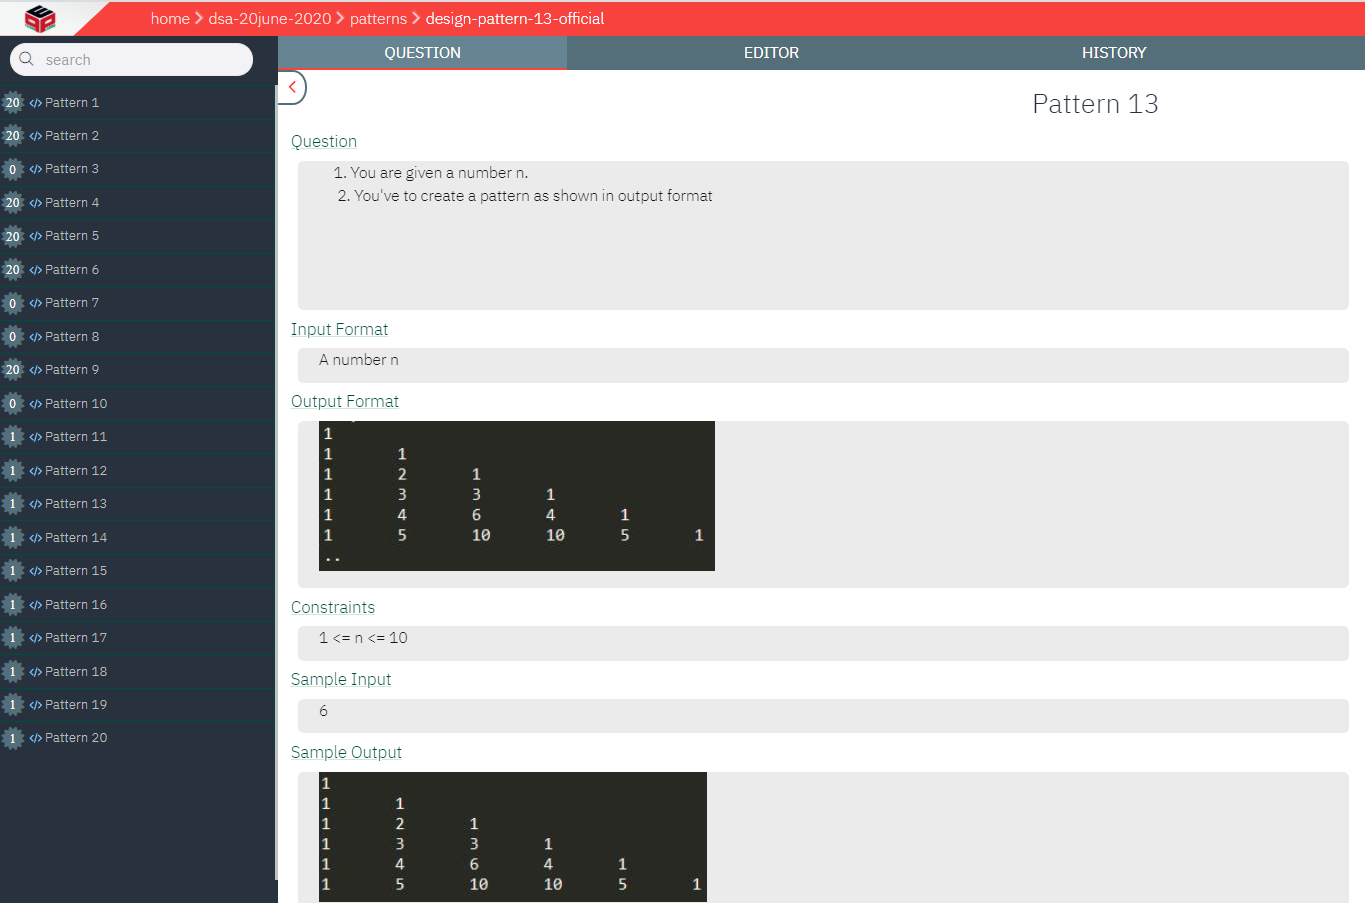 home > dsa-20june-2020 > patterns > design-pattern-13-official
search
20 </> Pattern 1
20 </> Pattern 2
0 </> Pattern 3
20 </> Pattern 4
20 </> Pattern 5
20 </> Pattern 6
0 </> Pattern 7
0 </> Pattern 8
20 </> Pattern 9
0 </> Pattern 10
1 </> Pattern 11
1 </> Pattern 12
1 </> Pattern 13
1 </> Pattern 14
1 </> Pattern 15
1 </> Pattern 16
1 </> Pattern 17
1 </> Pattern 18
1 </> Pattern 19
1 </> Pattern 20
QUESTION EDITOR HISTORY
Pattern 13
Question
1. You are given a number n.
2. You've to create a pattern as shown in output format
Input Format
A number n
Output Format
1
1 1
1 2 1
1 3 3 1
1 4 6 4 1
1 5 10 10 5 1
..
Constraints
1 <= n <= 10
Sample Input
6
Sample Output
1
1 1
1 2 1
1 3 3 1
1 4 6 4 1
1 5 10 10 5 1